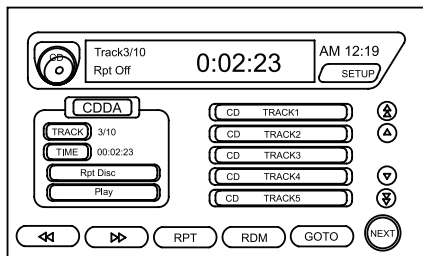 CD
Track3/10
Rpt Off
0:02:23
AM 12:19
SETUP
CDDA
TRACK 3/10
TIME 00:02:23
Rpt Disc
Play
CD TRACK1
CD TRACK2
CD TRACK3
CD TRACK4
CD TRACK5
RPT
RDM
GOTO
NEXT